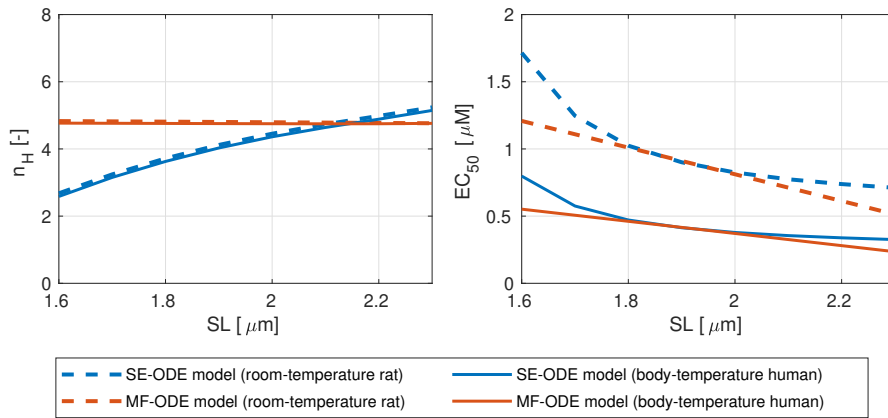 8
6
4
2
0
n_H [-]
1.6
1.8
2
2.2
SL [ μm]
2
1.5
1
0.5
0
EC_50 [ μM]
1.6
1.8
2
2.2
SL [ μm]
SE-ODE model (room-temperature rat)
SE-ODE model (body-temperature human)
MF-ODE model (room-temperature rat)
MF-ODE model (body-temperature human)